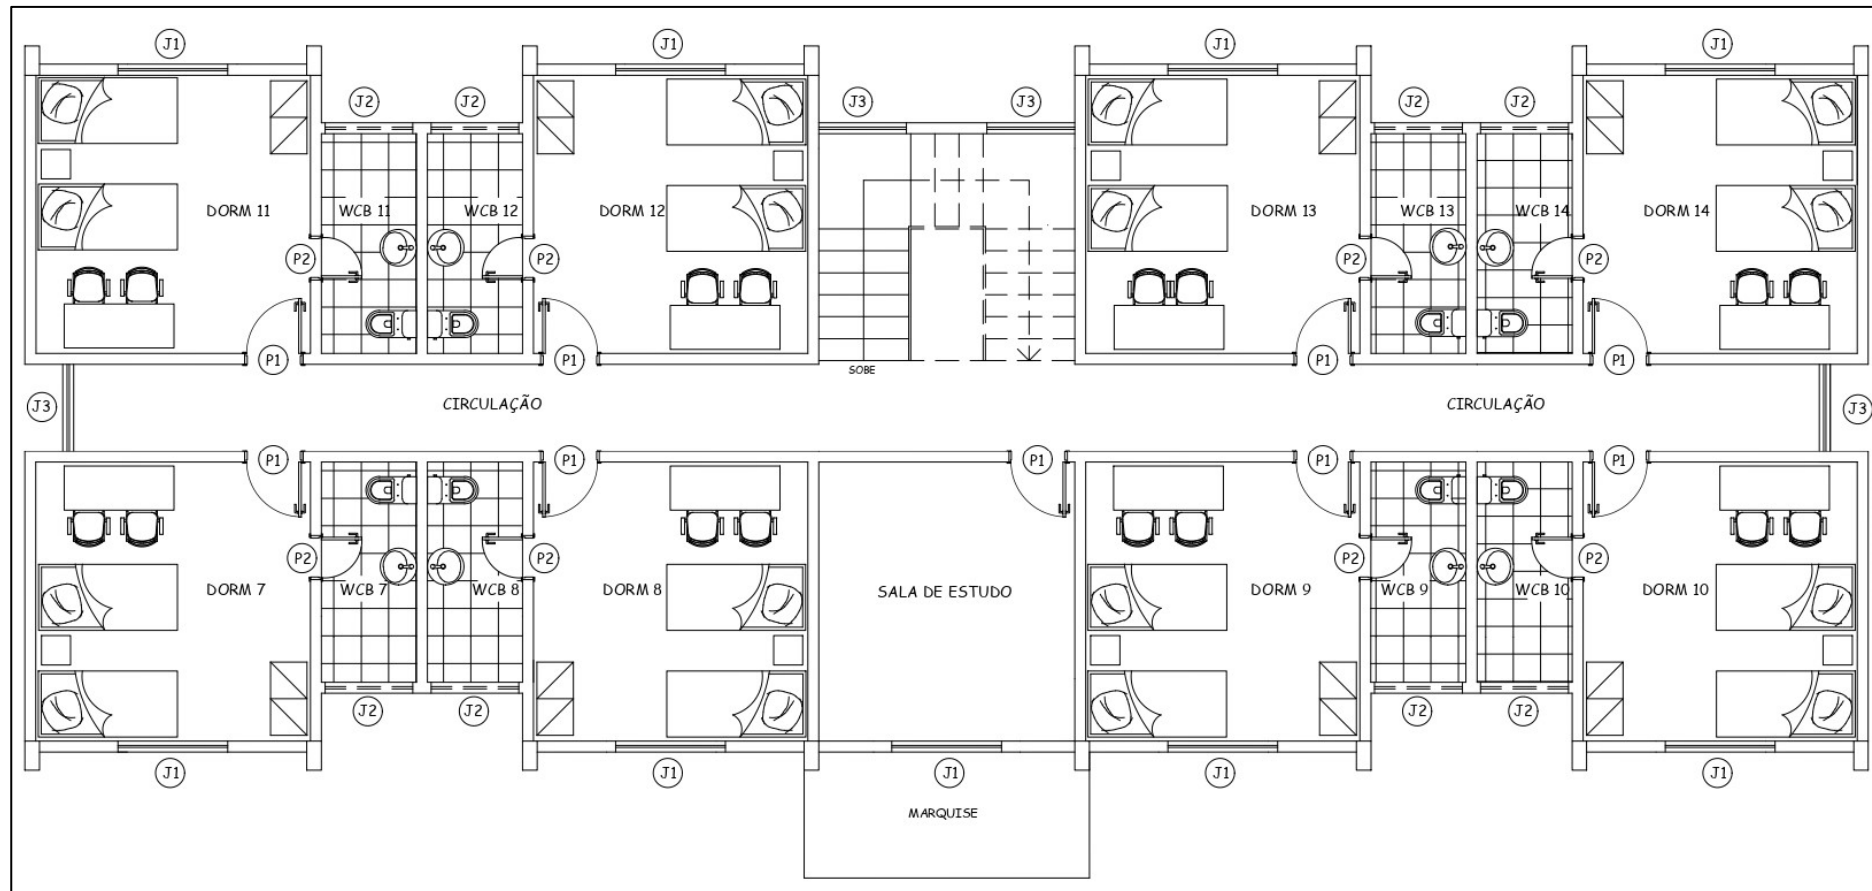 J1 J1 J1 J1
J2 J2 J3 J3 J2 J2
DORM 11 WCB 11 WCB 12 DORM 12 DORM 13 WCB 13 WCB 14 DORM 14
P2 P2 P2 P2
P1 P1 P1 P1
SOBE
J3 CIRCULAÇÃO CIRCULAÇÃO J3
P1 P1 P1 P1 P1
P2 P2 P2 P2
DORM 7 WCB 7 WCB 8 DORM 8 SALA DE ESTUDO DORM 9 WCB 9 WCB 10 DORM 10
J2 J2 J2 J2
J1 J1 J1 J1 J1
MARQUISE